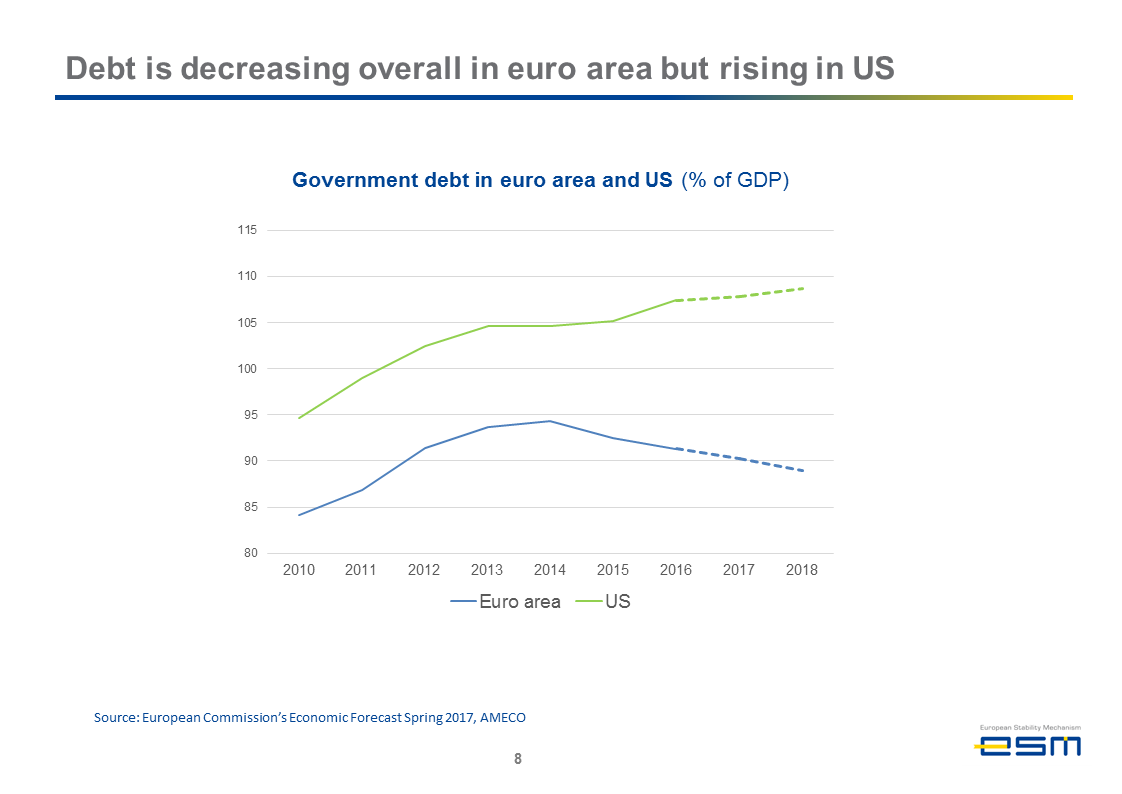 Debt is decreasing overall in euro area but rising in US
Government debt in euro area and US (% of GDP)
115
110
105
100
95
90
85
80
2010 2011 2012 2013 2014 2015 2016 2017 2018
Euro area US
Source: European Commission’s Economic Forecast Spring 2017, AMECO
European Stability Mechanism
esm
8